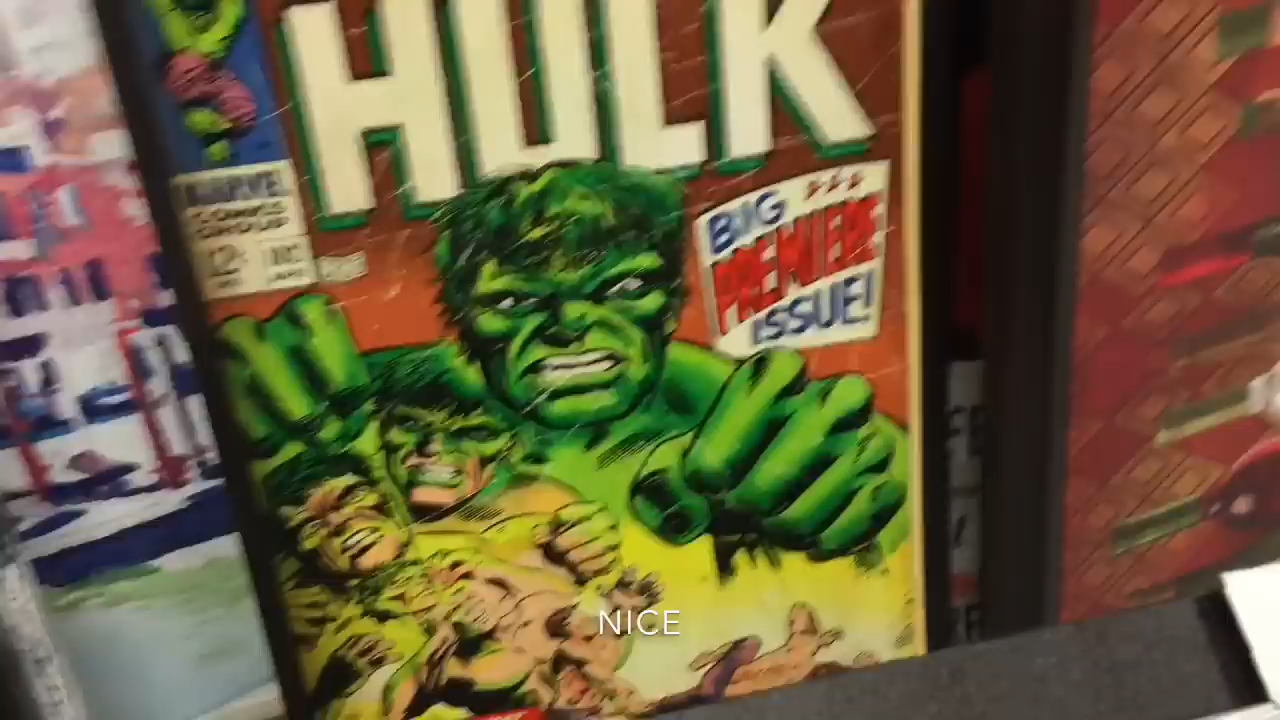 HULK
MARVEL
COMICS
GROUP
12¢
BIG
PREMIERE
ISSUE!
NICE